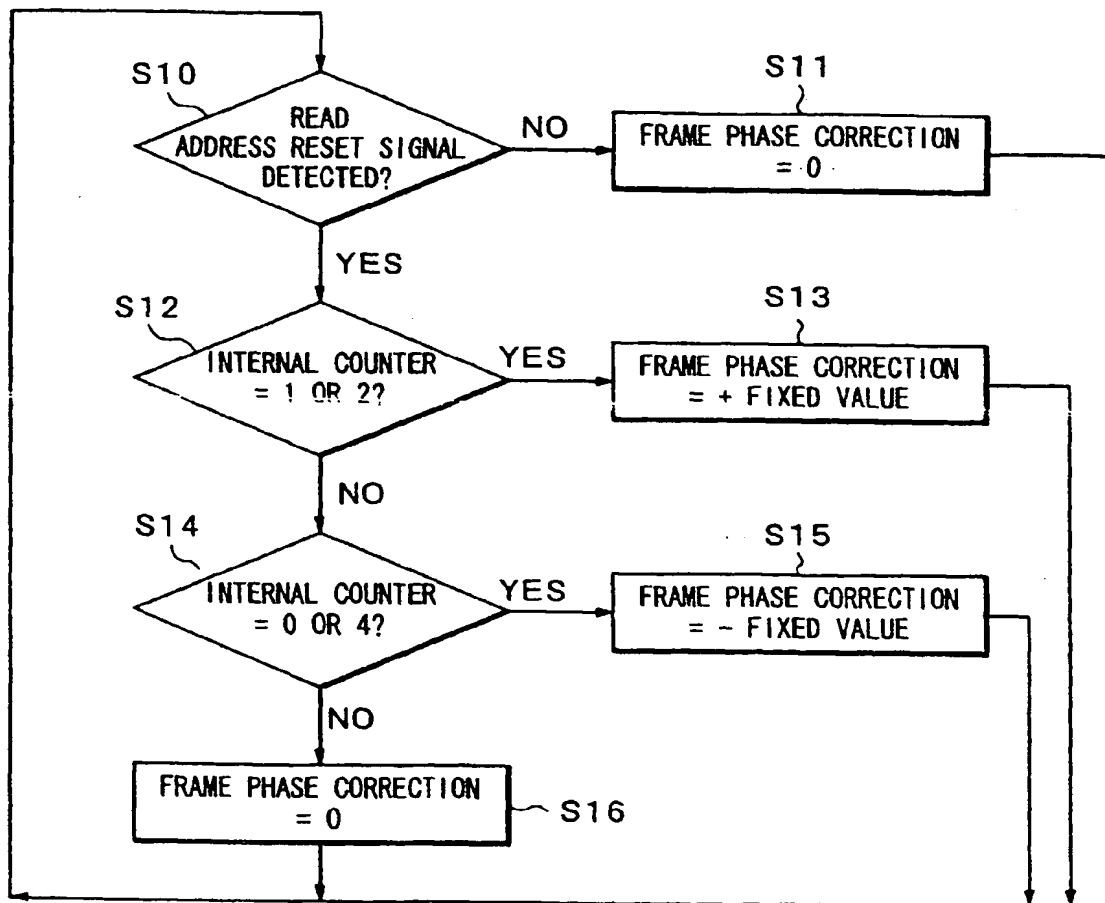 S10
READ
ADDRESS RESET SIGNAL
DETECTED?
NO
S11
FRAME PHASE CORRECTION
= 0
YES
S12
INTERNAL COUNTER
= 1 OR 2?
YES
S13
FRAME PHASE CORRECTION
= + FIXED VALUE
NO
S14
INTERNAL COUNTER
= 0 OR 4?
YES
S15
FRAME PHASE CORRECTION
= − FIXED VALUE
NO
FRAME PHASE CORRECTION
= 0
S16